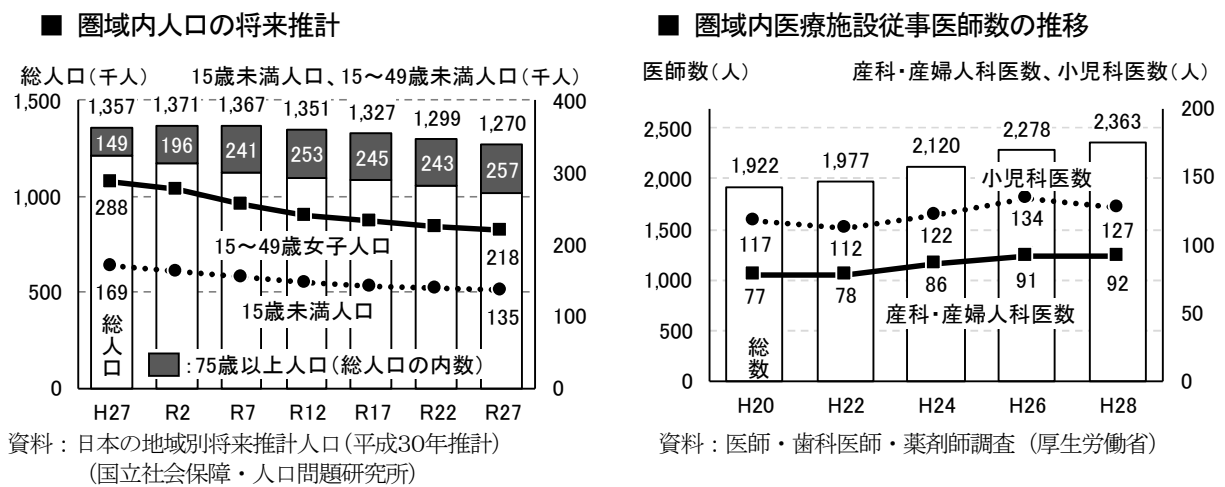 ■ 圏域内人口の将来推計
総人口(千人) 15歳未満人口、15～49歳未満人口(千人)
1,500 1,357 1,371 1,367 1,351 1,327 1,299 1,270 400
149 196 241 253 245 243 257
300
1,000
288
15～49歳女子人口 218
200
500
169
15歳未満人口 135
100
総人口
:75歳以上人口(総人口の内数)
0 0
H27 R2 R7 R12 R17 R22 R27
資料：日本の地域別将来推計人口(平成30年推計)
(国立社会保障・人口問題研究所)
■ 圏域内医療施設従事医師数の推移
医師数(人) 産科・産婦人科医数、小児科医数(人)
200
2,500 2,278 2,363
1,922 1,977 2,120
2,000 小児科医数 150
117 112 122 134 127
1,500
100
1,000 77 78 86 91 92
産科・産婦人科医数
500 50
総数
0 0
H20 H22 H24 H26 H28
資料：医師・歯科医師・薬剤師調査 (厚生労働省)